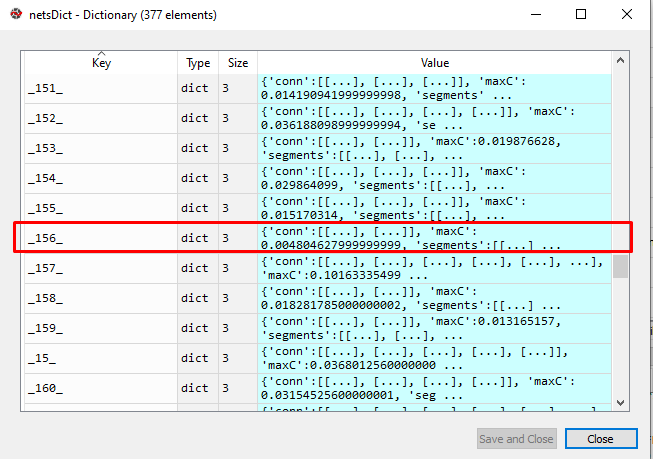 netsDict - Dictionary (377 elements)
Key Type Size Value
_151_ dict 3 {'conn':[[...], [...], [...]], 'maxC':
0.014190941999999998, 'segments' ...
_152_ dict 3 {'conn':[[...], [...], [...], [...]], 'maxC':
0.036188098999999994, 'se ...
_153_ dict 3 {'conn':[[...], [...]], 'maxC':0.019876628,
'segments':[[...], [...], ...
_154_ dict 3 {'conn':[[...], [...], [...]], 'maxC':
0.029864099, 'segments':[[...], ...
_155_ dict 3 {'conn':[[...], [...], [...]], 'maxC':
0.015170314, 'segments':[[...], ...
_156_ dict 3 {'conn':[[...], [...]], 'maxC':
0.004804627999999999, 'segments':[[...] ...
_157_ dict 3 {'conn':[[...], [...], [...], [...], [...], ...],
'maxC':0.10163335499 ...
_158_ dict 3 {'conn':[[...], [...], [...]], 'maxC':
0.018281785000000002, 'segments':[[...] ...
_159_ dict 3 {'conn':[[...], [...]], 'maxC':0.013165157,
'segments':[[...], [...], ...
_15_ dict 3 {'conn':[[...], [...], [...], [...], [...]],
'maxC':0.0368012560000000 ...
_160_ dict 3 {'conn':[[...], [...], [...], [...]], 'maxC':
0.03154525600000001, 'seg ...
Save and Close Close